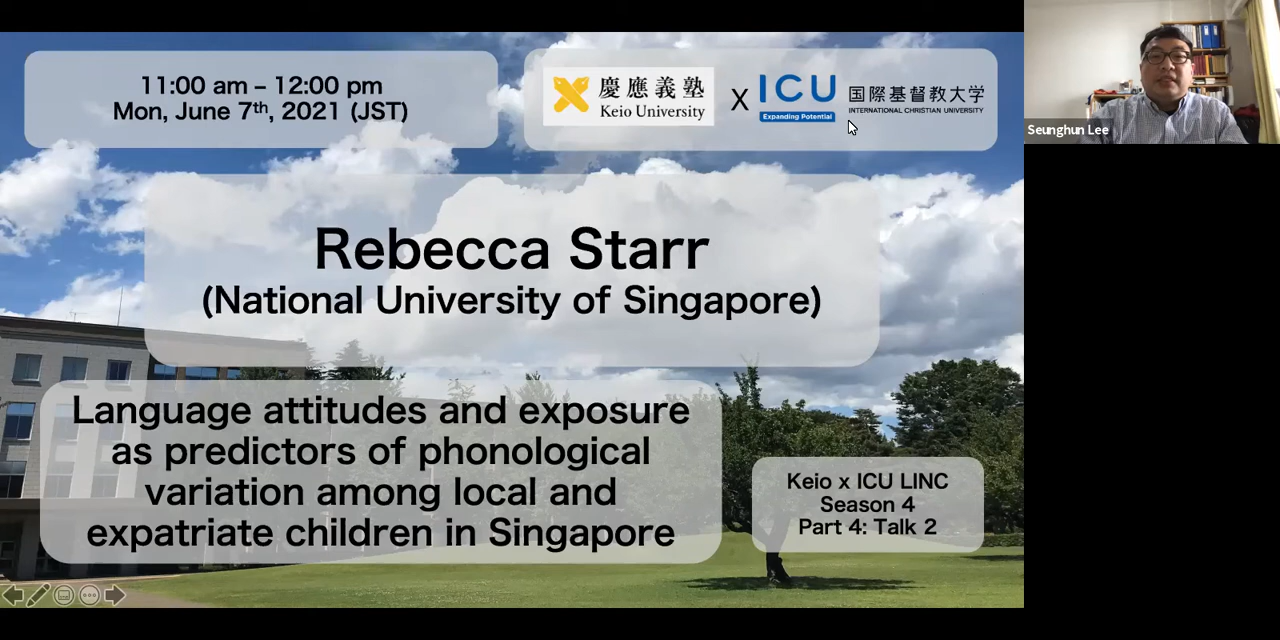 11:00 am – 12:00 pm
Mon, June 7th, 2021 (JST)
慶應義塾
Keio University
X
ICU
Expanding Potential
国際基督教大学
INTERNATIONAL CHRISTIAN UNIVERSITY
Seunghun Lee
Rebecca Starr
(National University of Singapore)
Language attitudes and exposure
as predictors of phonological
variation among local and
expatriate children in Singapore
Keio x ICU LINC
Season 4
Part 4: Talk 2